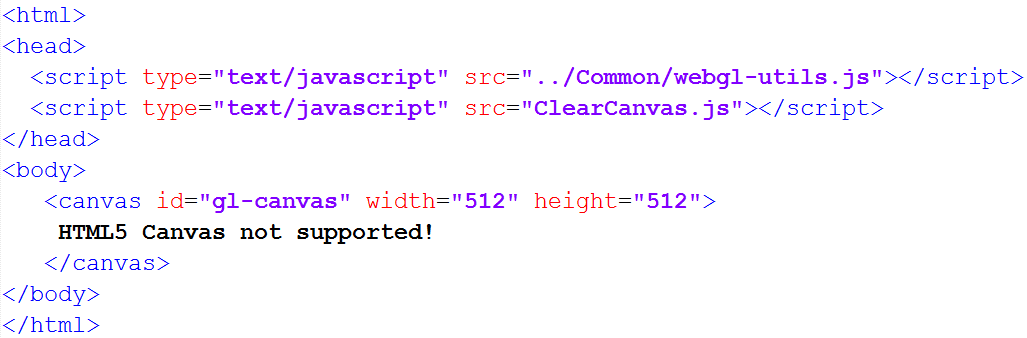 <html>
<head>
  <script type="text/javascript" src="../Common/webgl-utils.js"></script>
  <script type="text/javascript" src="ClearCanvas.js"></script>
</head>
<body>
   <canvas id="gl-canvas" width="512" height="512">
    HTML5 Canvas not supported!
   </canvas>
</body>
</html>